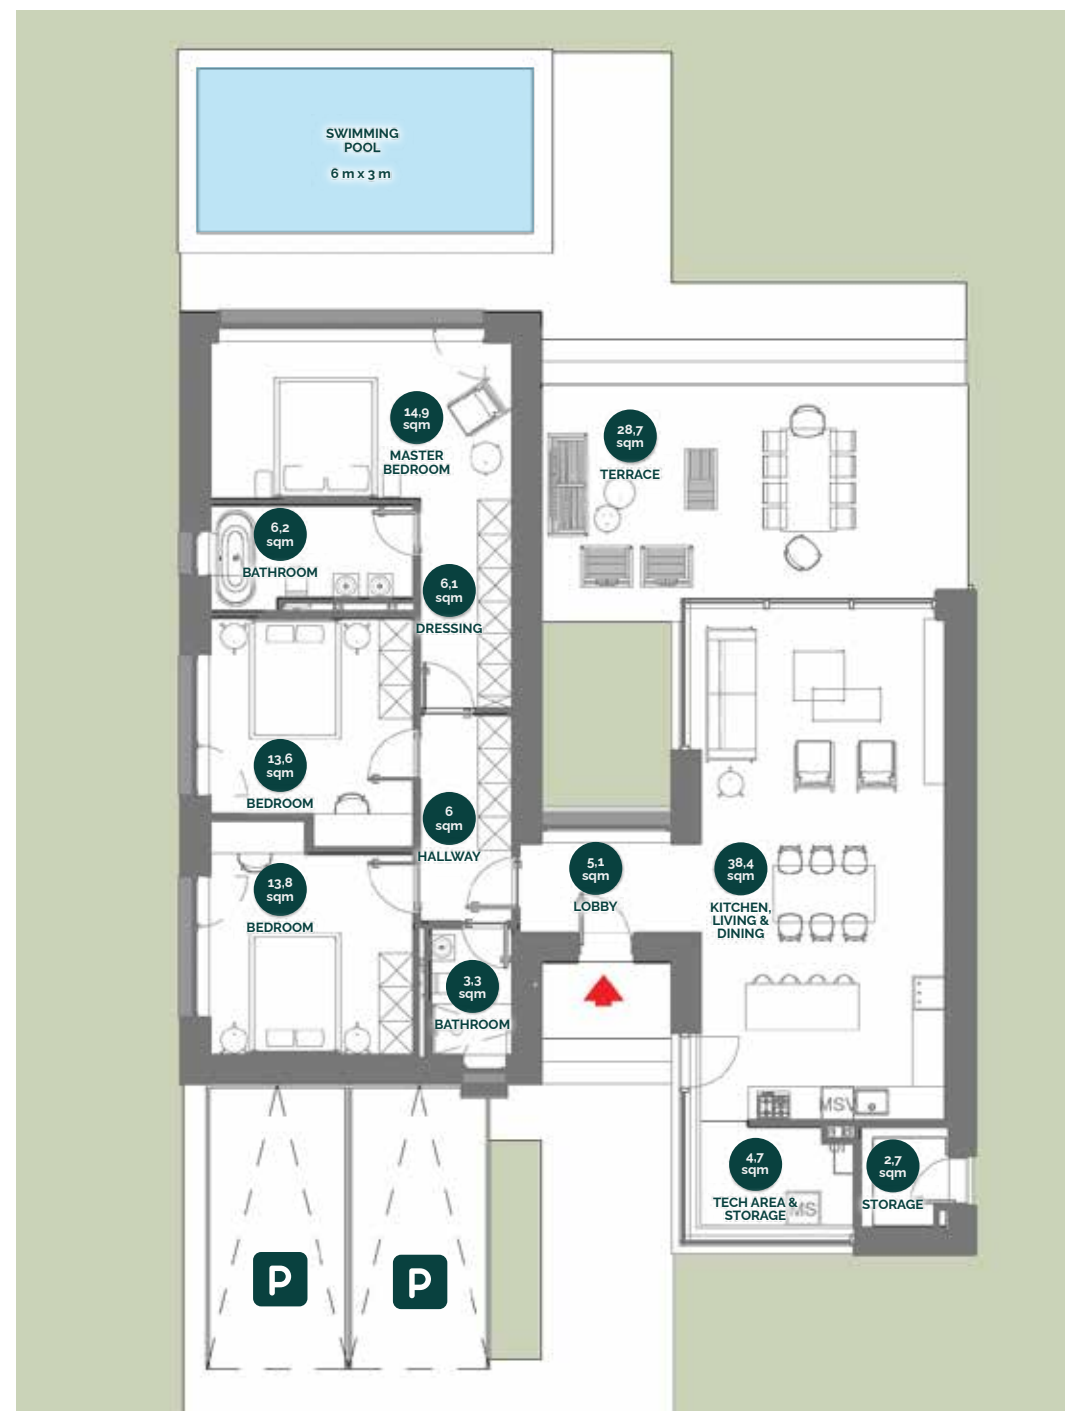 SWIMMING
POOL
6 m x 3 m
14,9
sqm
MASTER
BEDROOM
28,7
sqm
TERRACE
6,2
sqm
BATHROOM
6,1
sqm
DRESSING
13,6
sqm
BEDROOM
6
sqm
HALLWAY
5,1
sqm
LOBBY
38,4
sqm
KITCHEN,
LIVING &
DINING
13,8
sqm
BEDROOM
3,3
sqm
BATHROOM
MSV
4,7
sqm
TECH AREA &
STORAGE
MS
2,7
sqm
STORAGE
P
P